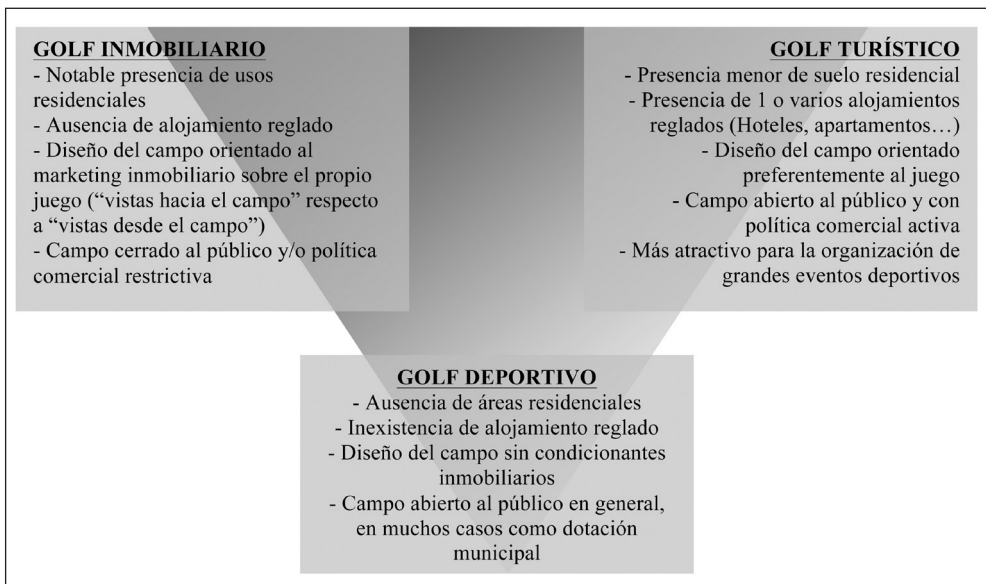 GOLF INMOBILIARIO
- Notable presencia de usos
residenciales
- Ausencia de alojamiento reglado
- Diseño del campo orientado al
marketing inmobiliario sobre el propio
juego (“vistas hacia el campo” respecto
a “vistas desde el campo”)
- Campo cerrado al público y/o política
comercial restrictiva
GOLF TURÍSTICO
- Presencia menor de suelo residencial
- Presencia de 1 o varios alojamientos
reglados (Hoteles, apartamentos…)
- Diseño del campo orientado
preferentemente al juego
- Campo abierto al público y con
política comercial activa
- Más atractivo para la organización de
grandes eventos deportivos
GOLF DEPORTIVO
- Ausencia de áreas residenciales
- Inexistencia de alojamiento reglado
- Diseño del campo sin condicionantes
inmobiliarios
- Campo abierto al público en general,
en muchos casos como dotación
municipal